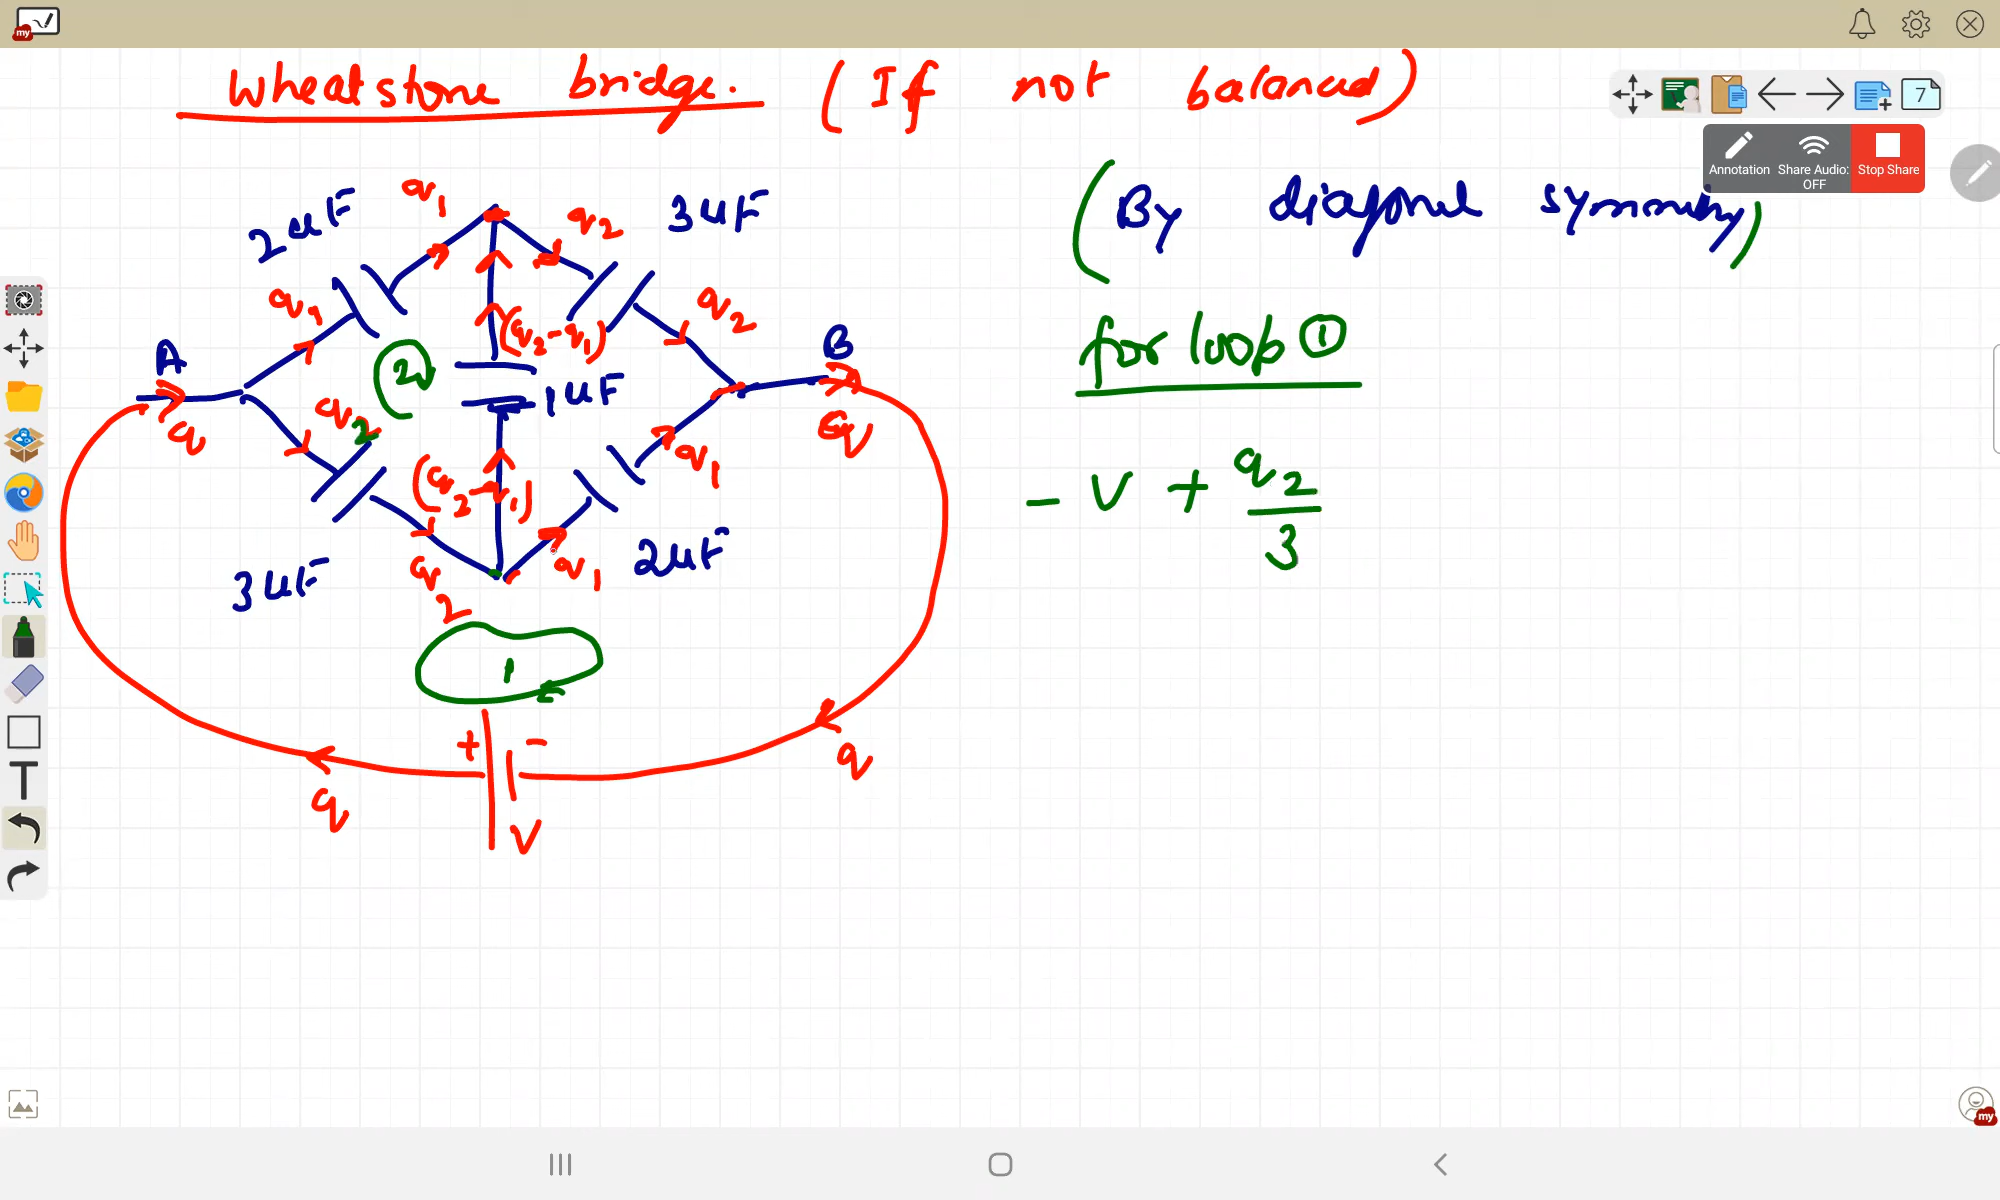 Wheatstone bridge. (If not balanced)
Annotation Share Audio: OFF Stop Share
7
(By diagonal symmetry)
2uF q1 q2 3uF
q1 (q2-q1) q2
A 2 B
1uF
q q2 q
(q2-q1) q1
3uF q2 q1 2uF
1
+ -
q q
V
for loop ①
- V + q2/3
my
T
my